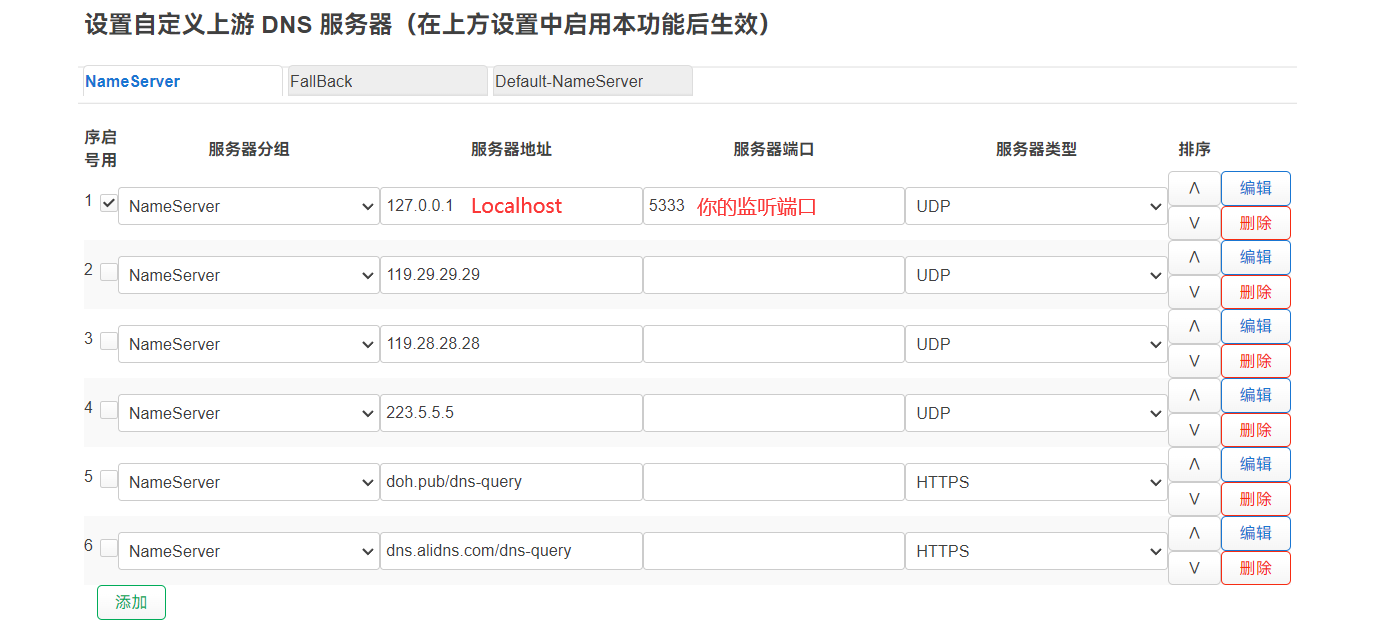 设置自定义上游 DNS 服务器（在上方设置中启用本功能后生效）
NameServer FallBack Default-NameServer
序号 启用 服务器分组 服务器地址 服务器端口 服务器类型 排序
1 NameServer 127.0.0.1 Localhost 5333 你的监听端口 UDP Λ 编辑
V 删除
2 NameServer 119.29.29.29 UDP Λ 编辑
V 删除
3 NameServer 119.28.28.28 UDP Λ 编辑
V 删除
4 NameServer 223.5.5.5 UDP Λ 编辑
V 删除
5 NameServer doh.pub/dns-query HTTPS Λ 编辑
V 删除
6 NameServer dns.alidns.com/dns-query HTTPS Λ 编辑
V 删除
添加